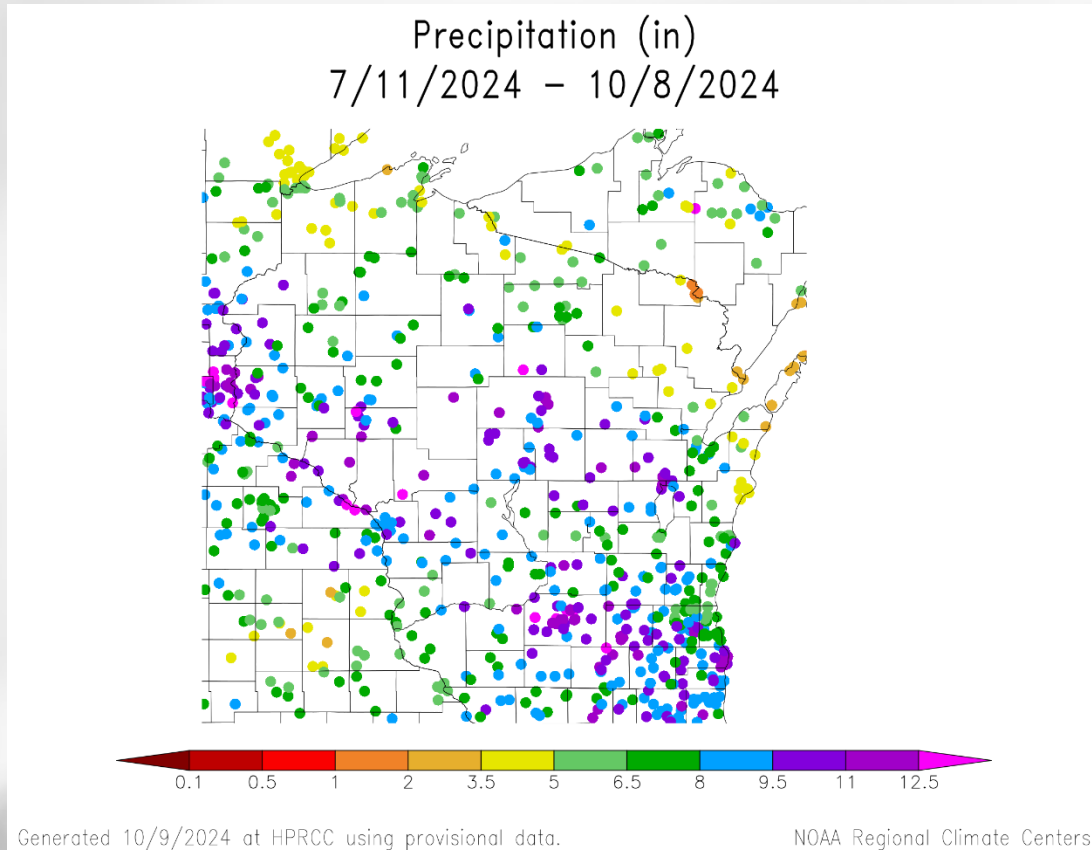 Precipitation (in)
7/11/2024 – 10/8/2024
0.1 0.5 1 2 3.5 5 6.5 8 9.5 11 12.5
Generated 10/9/2024 at HPRCC using provisional data. NOAA Regional Climate Centers